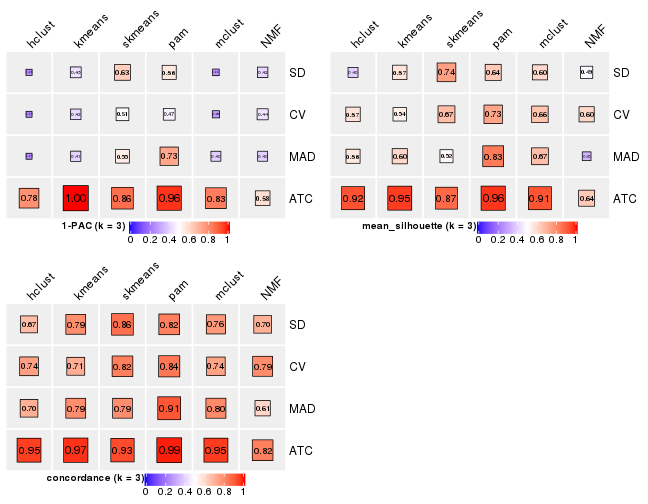 hclust kmeans skmeans pam mclust NMF
0.63 0.56 SD
0.42 0.51 0.47 0.44 CV
0.41 0.55 0.73 MAD
0.78 1.00 0.86 0.96 0.83 0.58 ATC
1-PAC (k = 3)
0 0.2 0.4 0.6 0.8 1
hclust kmeans skmeans pam mclust NMF
0.57 0.74 0.64 0.60 0.49 SD
0.57 0.54 0.67 0.73 0.66 0.60 CV
0.56 0.60 0.52 0.83 0.67 MAD
0.92 0.95 0.87 0.96 0.91 0.64 ATC
mean_silhouette (k = 3)
0 0.2 0.4 0.6 0.8 1
hclust kmeans skmeans pam mclust NMF
0.67 0.79 0.86 0.82 0.76 0.70 SD
0.74 0.71 0.82 0.84 0.74 0.79 CV
0.70 0.79 0.79 0.91 0.80 0.61 MAD
0.95 0.97 0.93 0.99 0.95 0.82 ATC
concordance (k = 3)
0 0.2 0.4 0.6 0.8 1